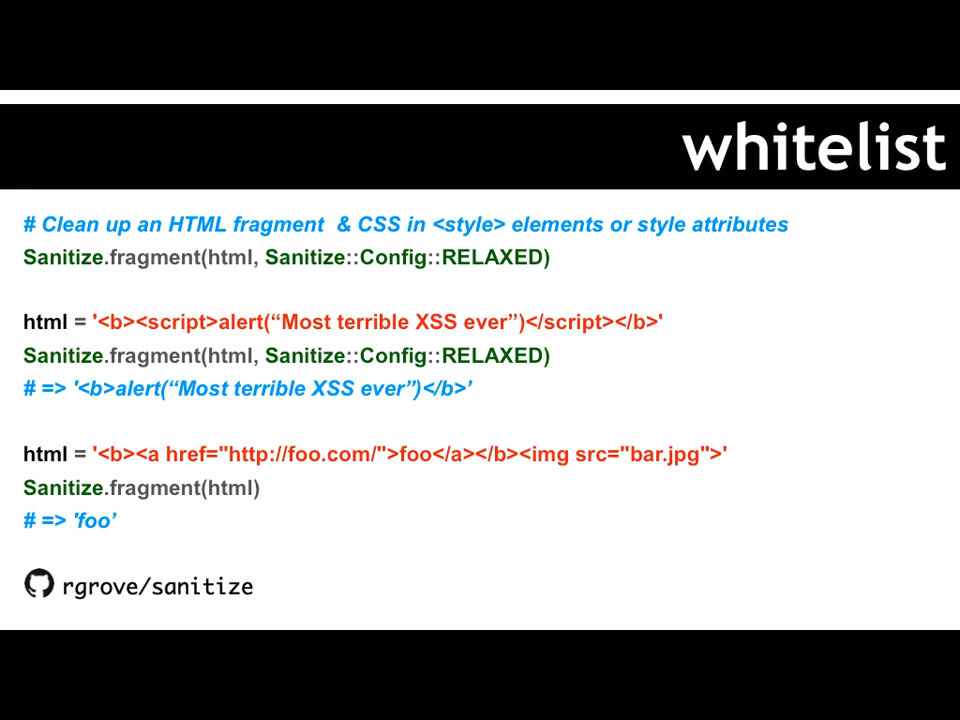 whitelist
# Clean up an HTML fragment  & CSS in <style> elements or style attributes
Sanitize.fragment(html, Sanitize::Config::RELAXED)
html = '<b><script>alert(“Most terrible XSS ever”)</script></b>'
Sanitize.fragment(html, Sanitize::Config::RELAXED)
# => '<b>alert(“Most terrible XSS ever”)</b>’
html = '<b><a href="http://foo.com/">foo</a></b><img src="bar.jpg">'
Sanitize.fragment(html)
# => 'foo’
rgrove/sanitize